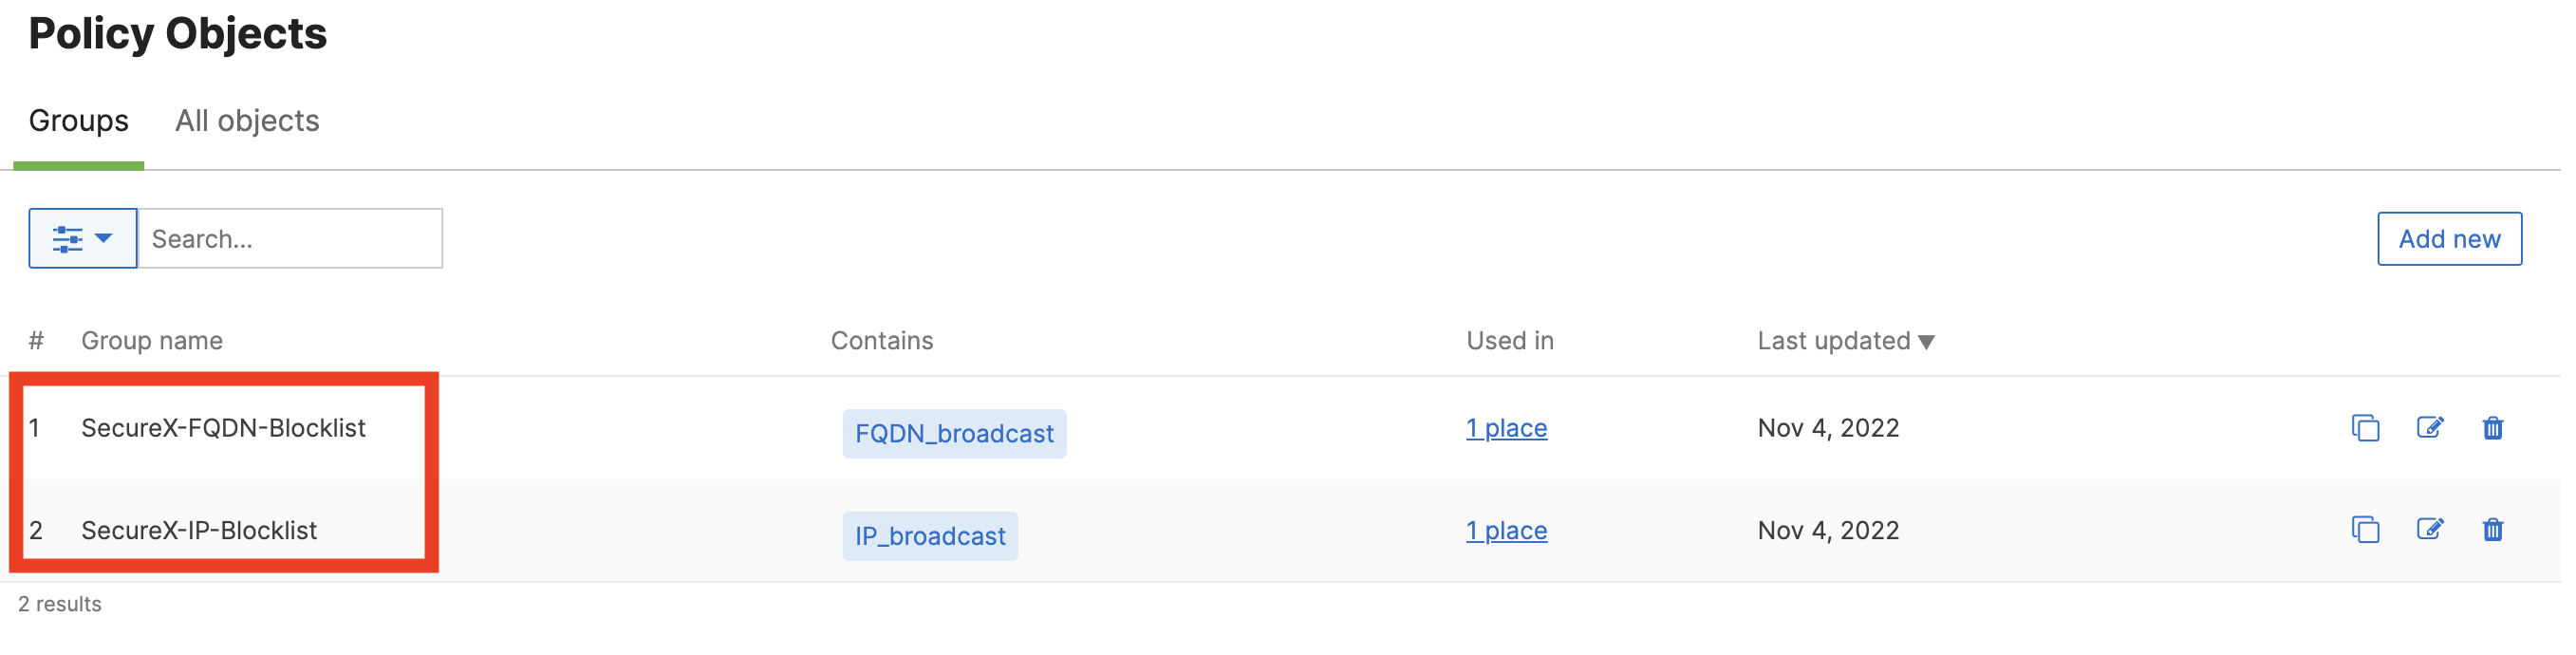 Policy Objects
Groups All objects
Search... Add new
# Group name Contains Used in Last updated
1 SecureX-FQDN-Blocklist FQDN_broadcast 1 place Nov 4, 2022
2 SecureX-IP-Blocklist IP_broadcast 1 place Nov 4, 2022
2 results